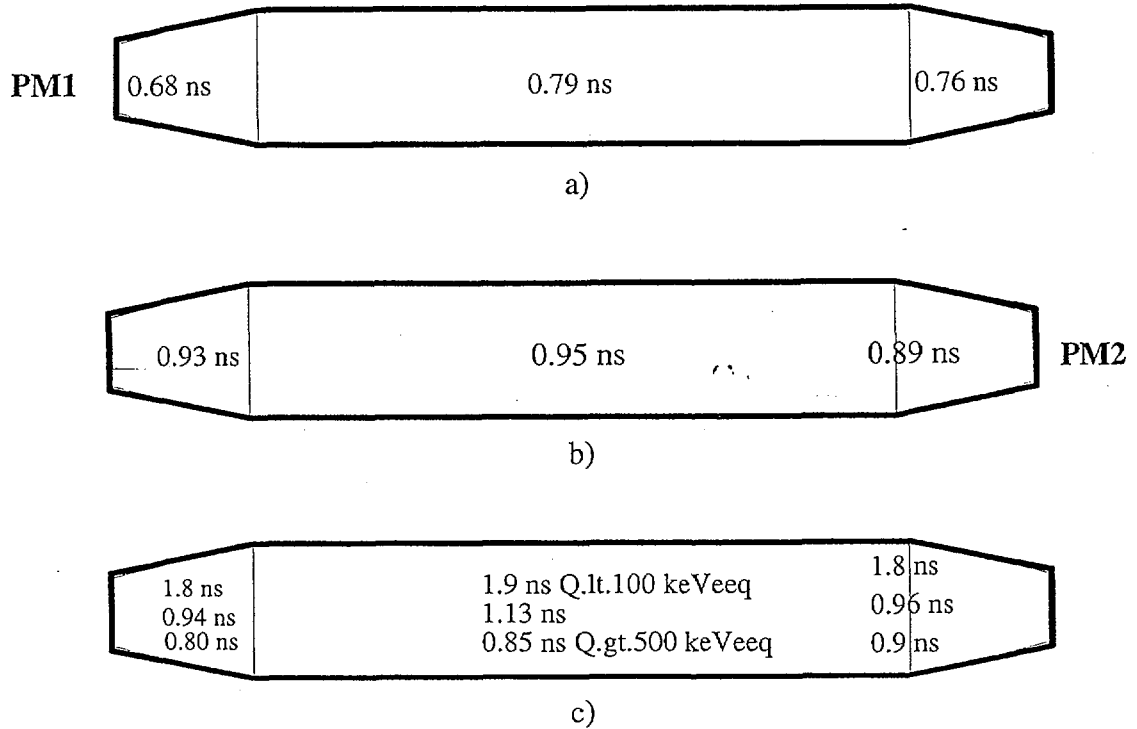 PM1 0.68 ns 0.79 ns 0.76 ns
a)
0.93 ns 0.95 ns 0.89 ns PM2
b)
1.8 ns 1.9 ns Q.lt.100 keVeeq 1.8 ns
0.94 ns 1.13 ns 0.96 ns
0.80 ns 0.85 ns Q.gt.500 keVeeq 0.9 ns
c)